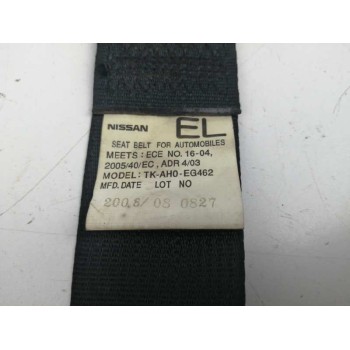 NISSAN EL
SEAT BELT FOR AUTOMOBILES
MEETS: ECE NO. 16-04,
2005/40/EC, ADR 4/03
MODEL: TK-AH0-EG462
MFD. DATE LOT NO
2008/05 0827